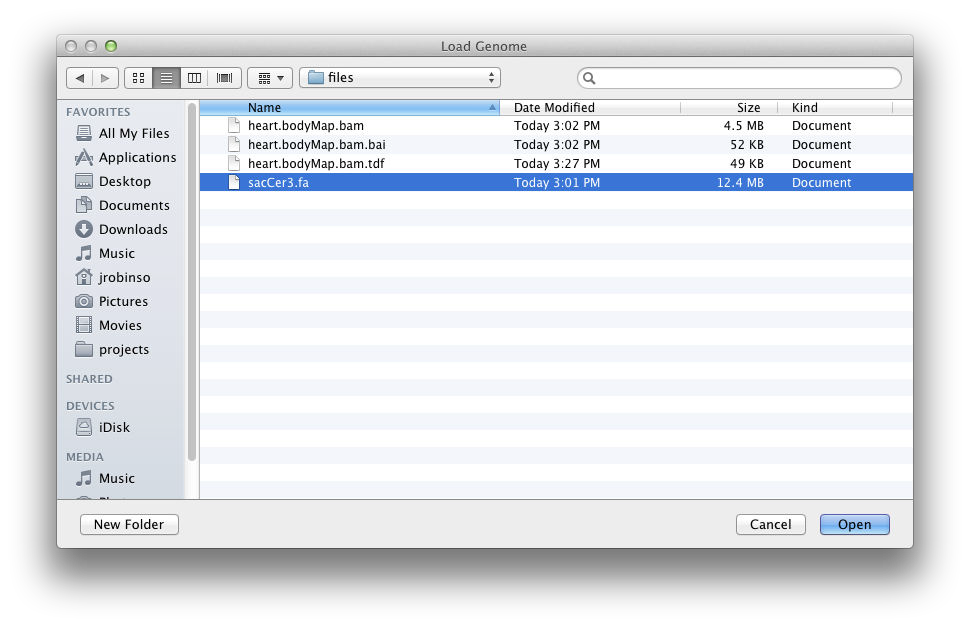 Load Genome
files
FAVORITES
All My Files
Applications
Desktop
Documents
Downloads
Music
jrobinso
Pictures
Movies
projects
SHARED
DEVICES
iDisk
MEDIA
Music
Name Date Modified Size Kind
heart.bodyMap.bam Today 3:02 PM 4.5 MB Document
heart.bodyMap.bam.bai Today 3:02 PM 52 KB Document
heart.bodyMap.bam.tdf Today 3:27 PM 49 KB Document
sacCer3.fa Today 3:01 PM 12.4 MB Document
New Folder Cancel Open